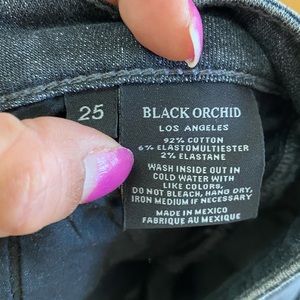 25
BLACK ORCHID
LOS ANGELES
92% COTTON
6% ELASTOMULTIESTER
2% ELASTANE
WASH INSIDE OUT IN
COLD WATER WITH
LIKE COLORS,
DO NOT BLEACH, HANG DRY,
IRON MEDIUM IF NECESSARY
MADE IN MEXICO
FABRIQUE AU MEXIQUE